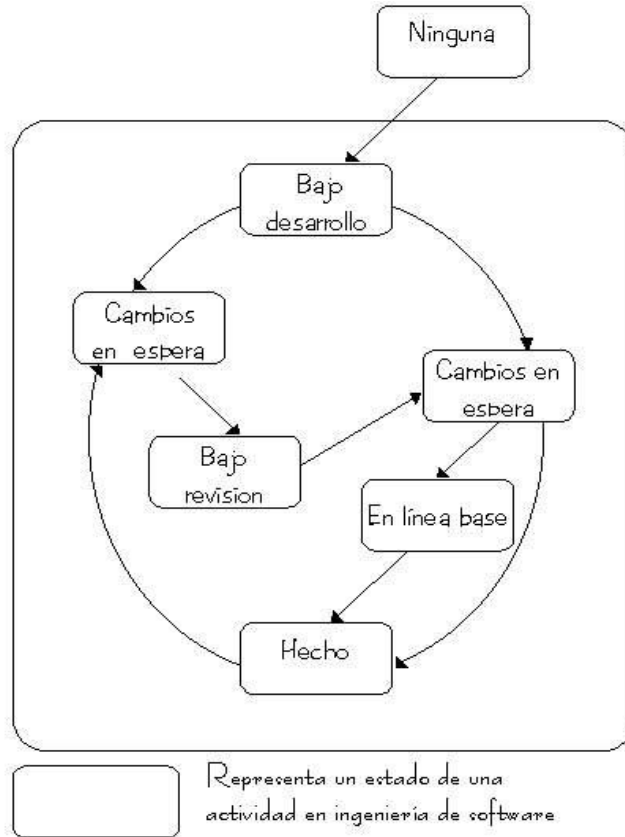 Ninguna
Bajo
desarrollo
Cambios
en espera
Cambios en
espera
Bajo
revision
En línea base
Hecho
Representa un estado de una
actividad en ingeniería de software